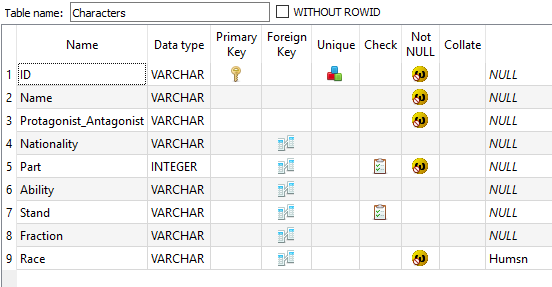 Table name: Characters WITHOUT ROWID
Name Data type Primary Key Foreign Key Unique Check Not NULL Collate
1 ID VARCHAR NULL
2 Name VARCHAR NULL
3 Protagonist_Antagonist VARCHAR NULL
4 Nationality VARCHAR NULL
5 Part INTEGER NULL
6 Ability VARCHAR NULL
7 Stand VARCHAR NULL
8 Fraction VARCHAR NULL
9 Race VARCHAR Humsn